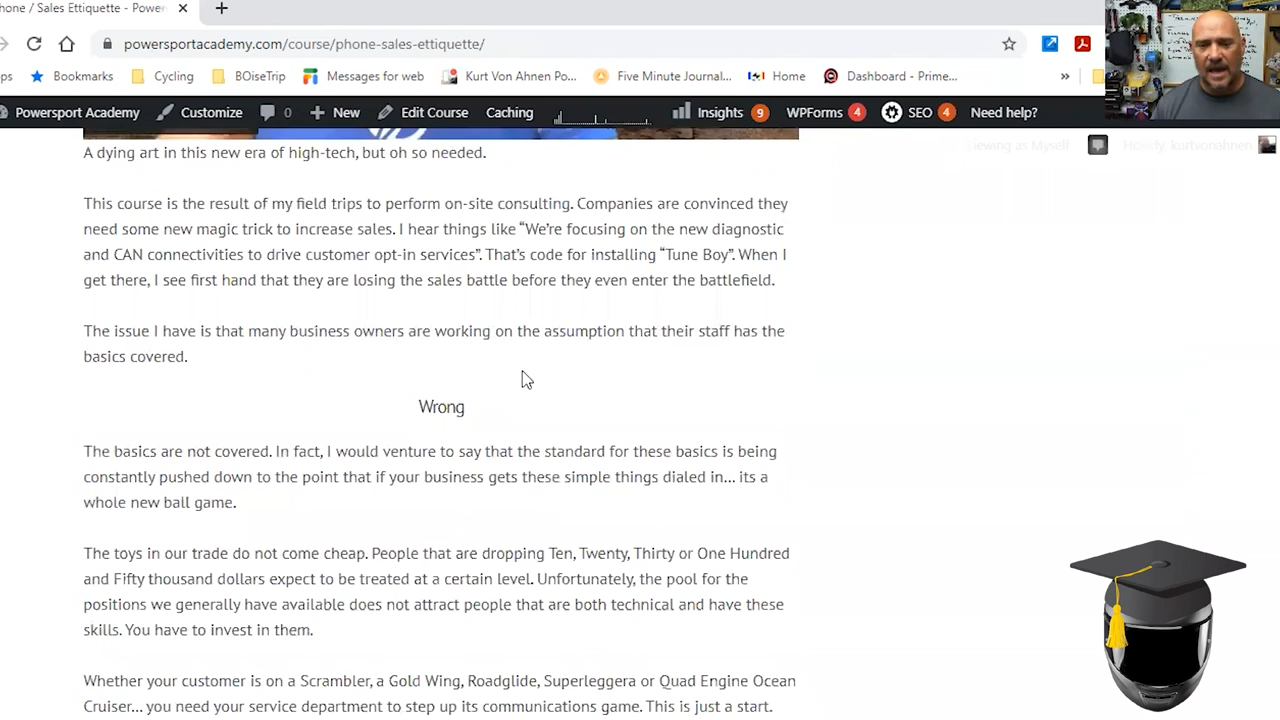 hone / Sales Ettiquette - Power
powersportacademy.com/course/phone-sales-ettiquette/
ps Bookmarks Cycling BOiseTrip Messages for web Kurt Von Ahnen Po... Five Minute Journal... Home Dashboard - Prime... »
Powersport Academy Customize 0 New Edit Course Caching Insights 9 WPForms 4 SEO 4 Need help?
iewing as Myself Howdy, kurtvonahnen
A dying art in this new era of high-tech, but oh so needed.
This course is the result of my field trips to perform on-site consulting. Companies are convinced they
need some new magic trick to increase sales. I hear things like “We’re focusing on the new diagnostic
and CAN connectivities to drive customer opt-in services”. That’s code for installing “Tune Boy”. When I
get there, I see first hand that they are losing the sales battle before they even enter the battlefield.
The issue I have is that many business owners are working on the assumption that their staff has the
basics covered.
Wrong
The basics are not covered. In fact, I would venture to say that the standard for these basics is being
constantly pushed down to the point that if your business gets these simple things dialed in... its a
whole new ball game.
The toys in our trade do not come cheap. People that are dropping Ten, Twenty, Thirty or One Hundred
and Fifty thousand dollars expect to be treated at a certain level. Unfortunately, the pool for the
positions we generally have available does not attract people that are both technical and have these
skills. You have to invest in them.
Whether your customer is on a Scrambler, a Gold Wing, Roadglide, Superleggera or Quad Engine Ocean
Cruiser... you need your service department to step up its communications game. This is just a start.